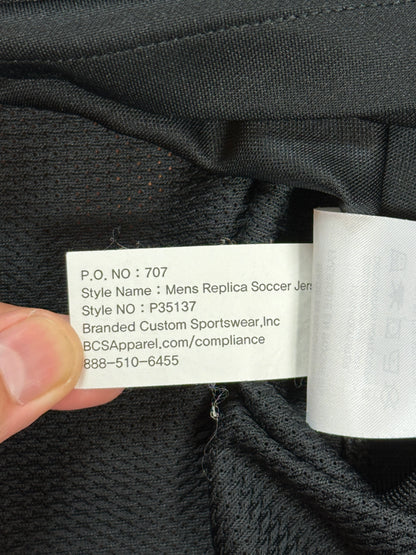 P.O. NO : 707
Style Name : Mens Replica Soccer Jers
Style NO : P35137
Branded Custom Sportswear,Inc
BCSApparel.com/compliance
888-510-6455